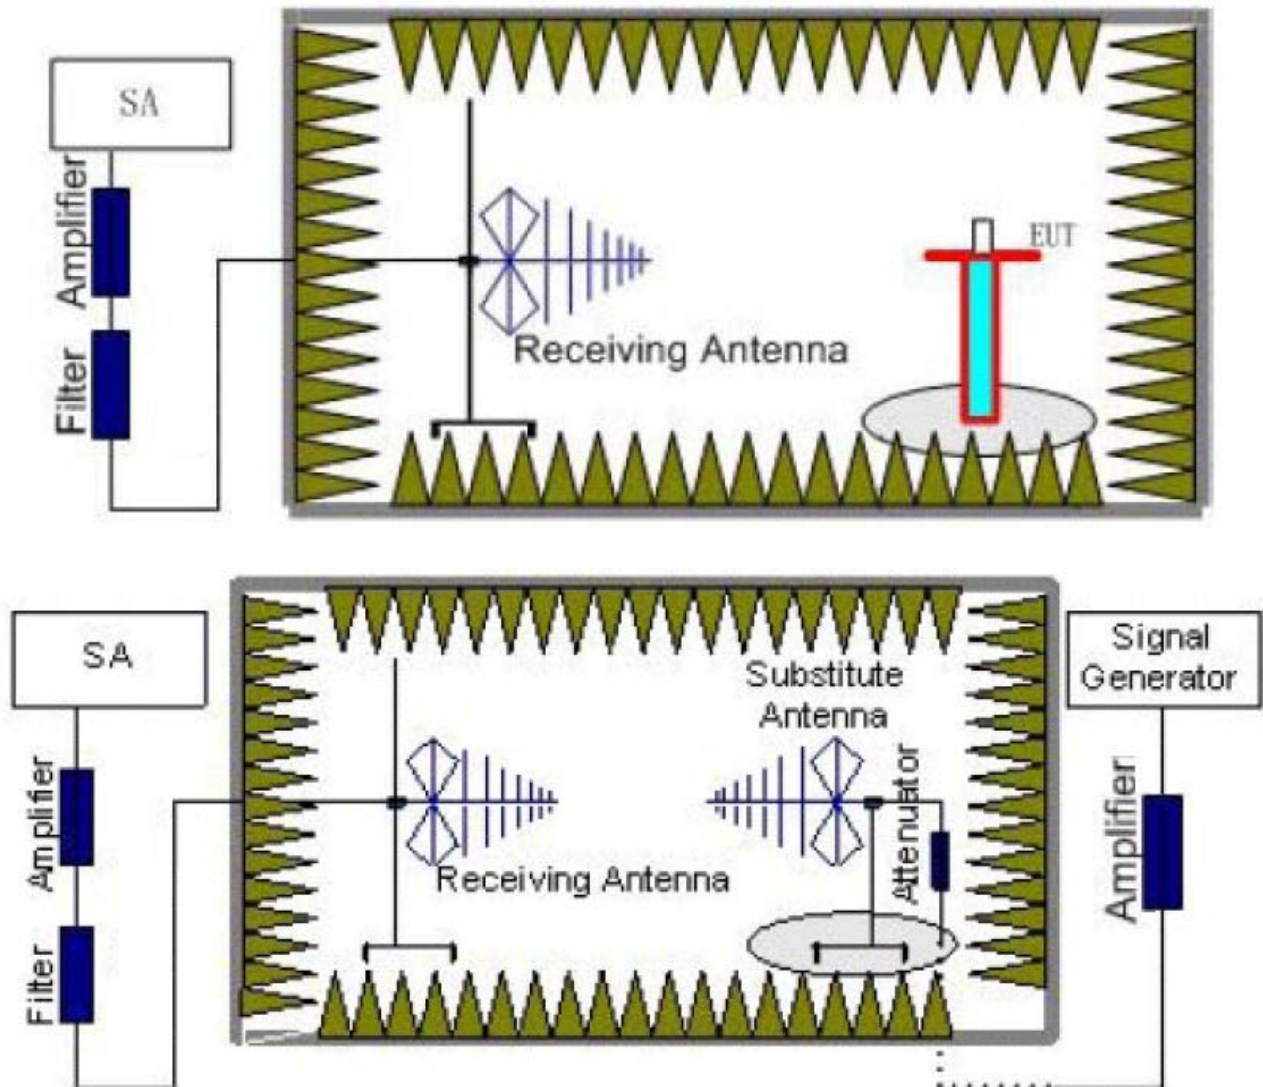 SA
Amplifier
Filter
EUT
Receiving Antenna
SA
Amplifier
Filter
Receiving Antenna
Substitute
Antenna
Attenuator
Signal
Generator
Amplifier